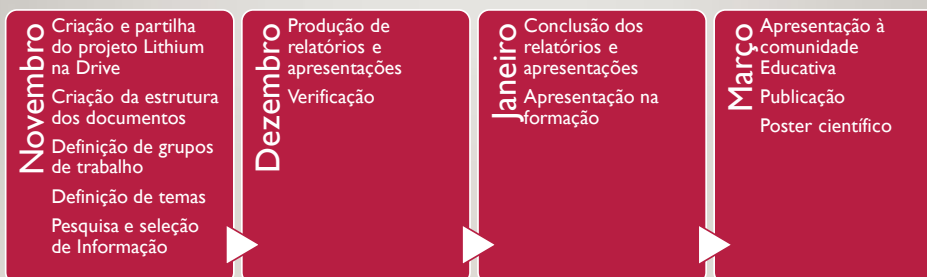 Novembro
Criação e partilha
do projeto Lithium
na Drive
Criação da estrutura
dos documentos
Definição de grupos
de trabalho
Definição de temas
Pesquisa e seleção
de Informação
Dezembro
Produção de
relatórios e
apresentações
Verificação
Janeiro
Conclusão dos
relatórios e
apresentações
Apresentação na
formação
Março
Apresentação à
comunidade
Educativa
Publicação
Poster científico